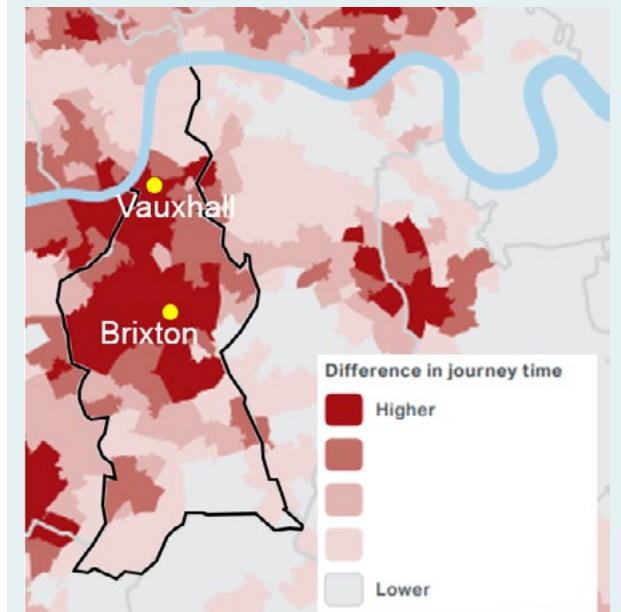 Vauxhall
Brixton
Difference in journey time
Higher
Lower